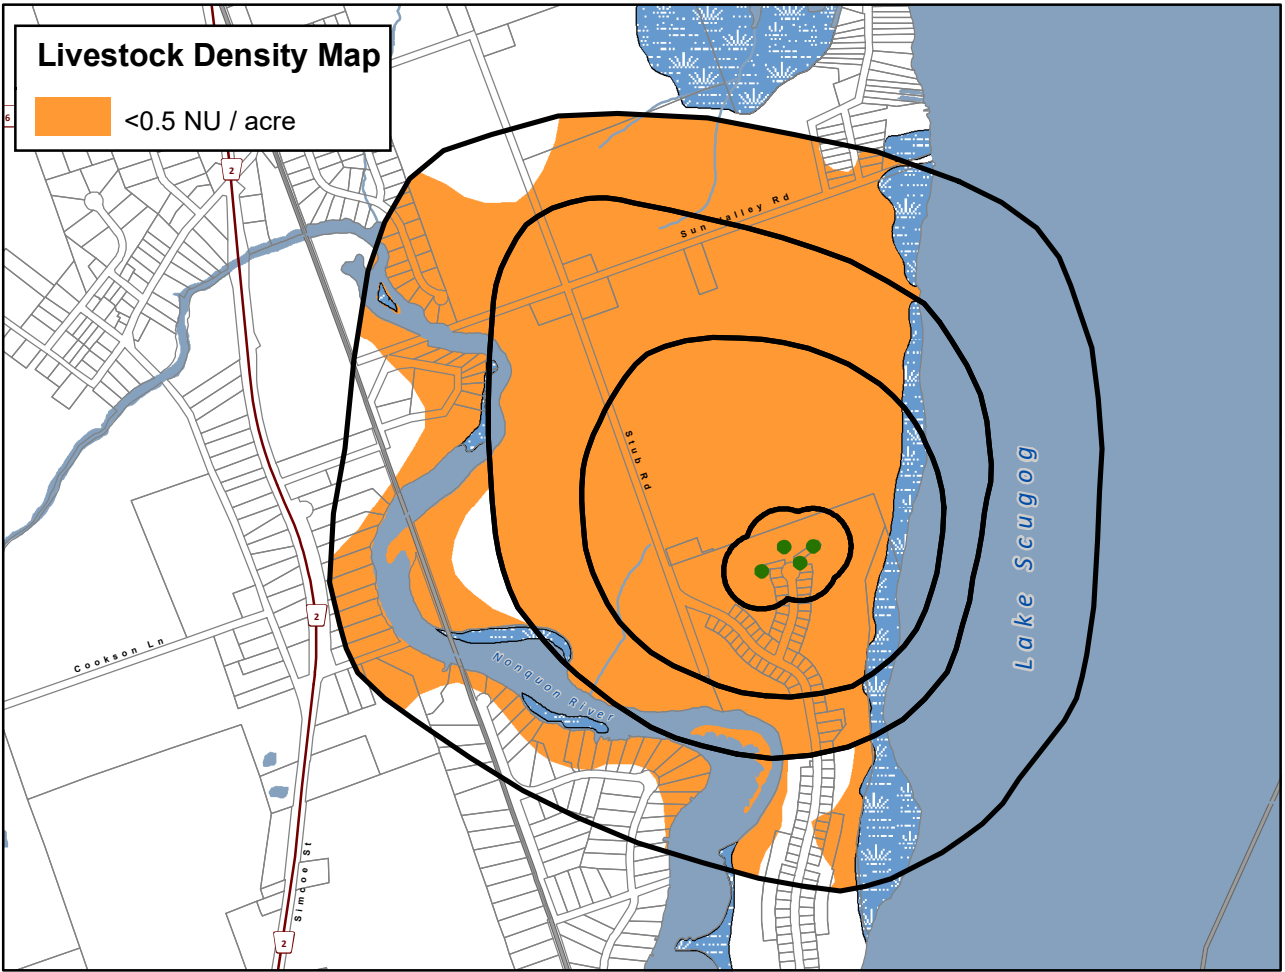 Livestock Density Map
<0.5 NU / acre
6
2
Sun Valley Rd
Stub Rd
Lake Scugog
2
Cookson Ln
Nonquon River
Simcoe St
2